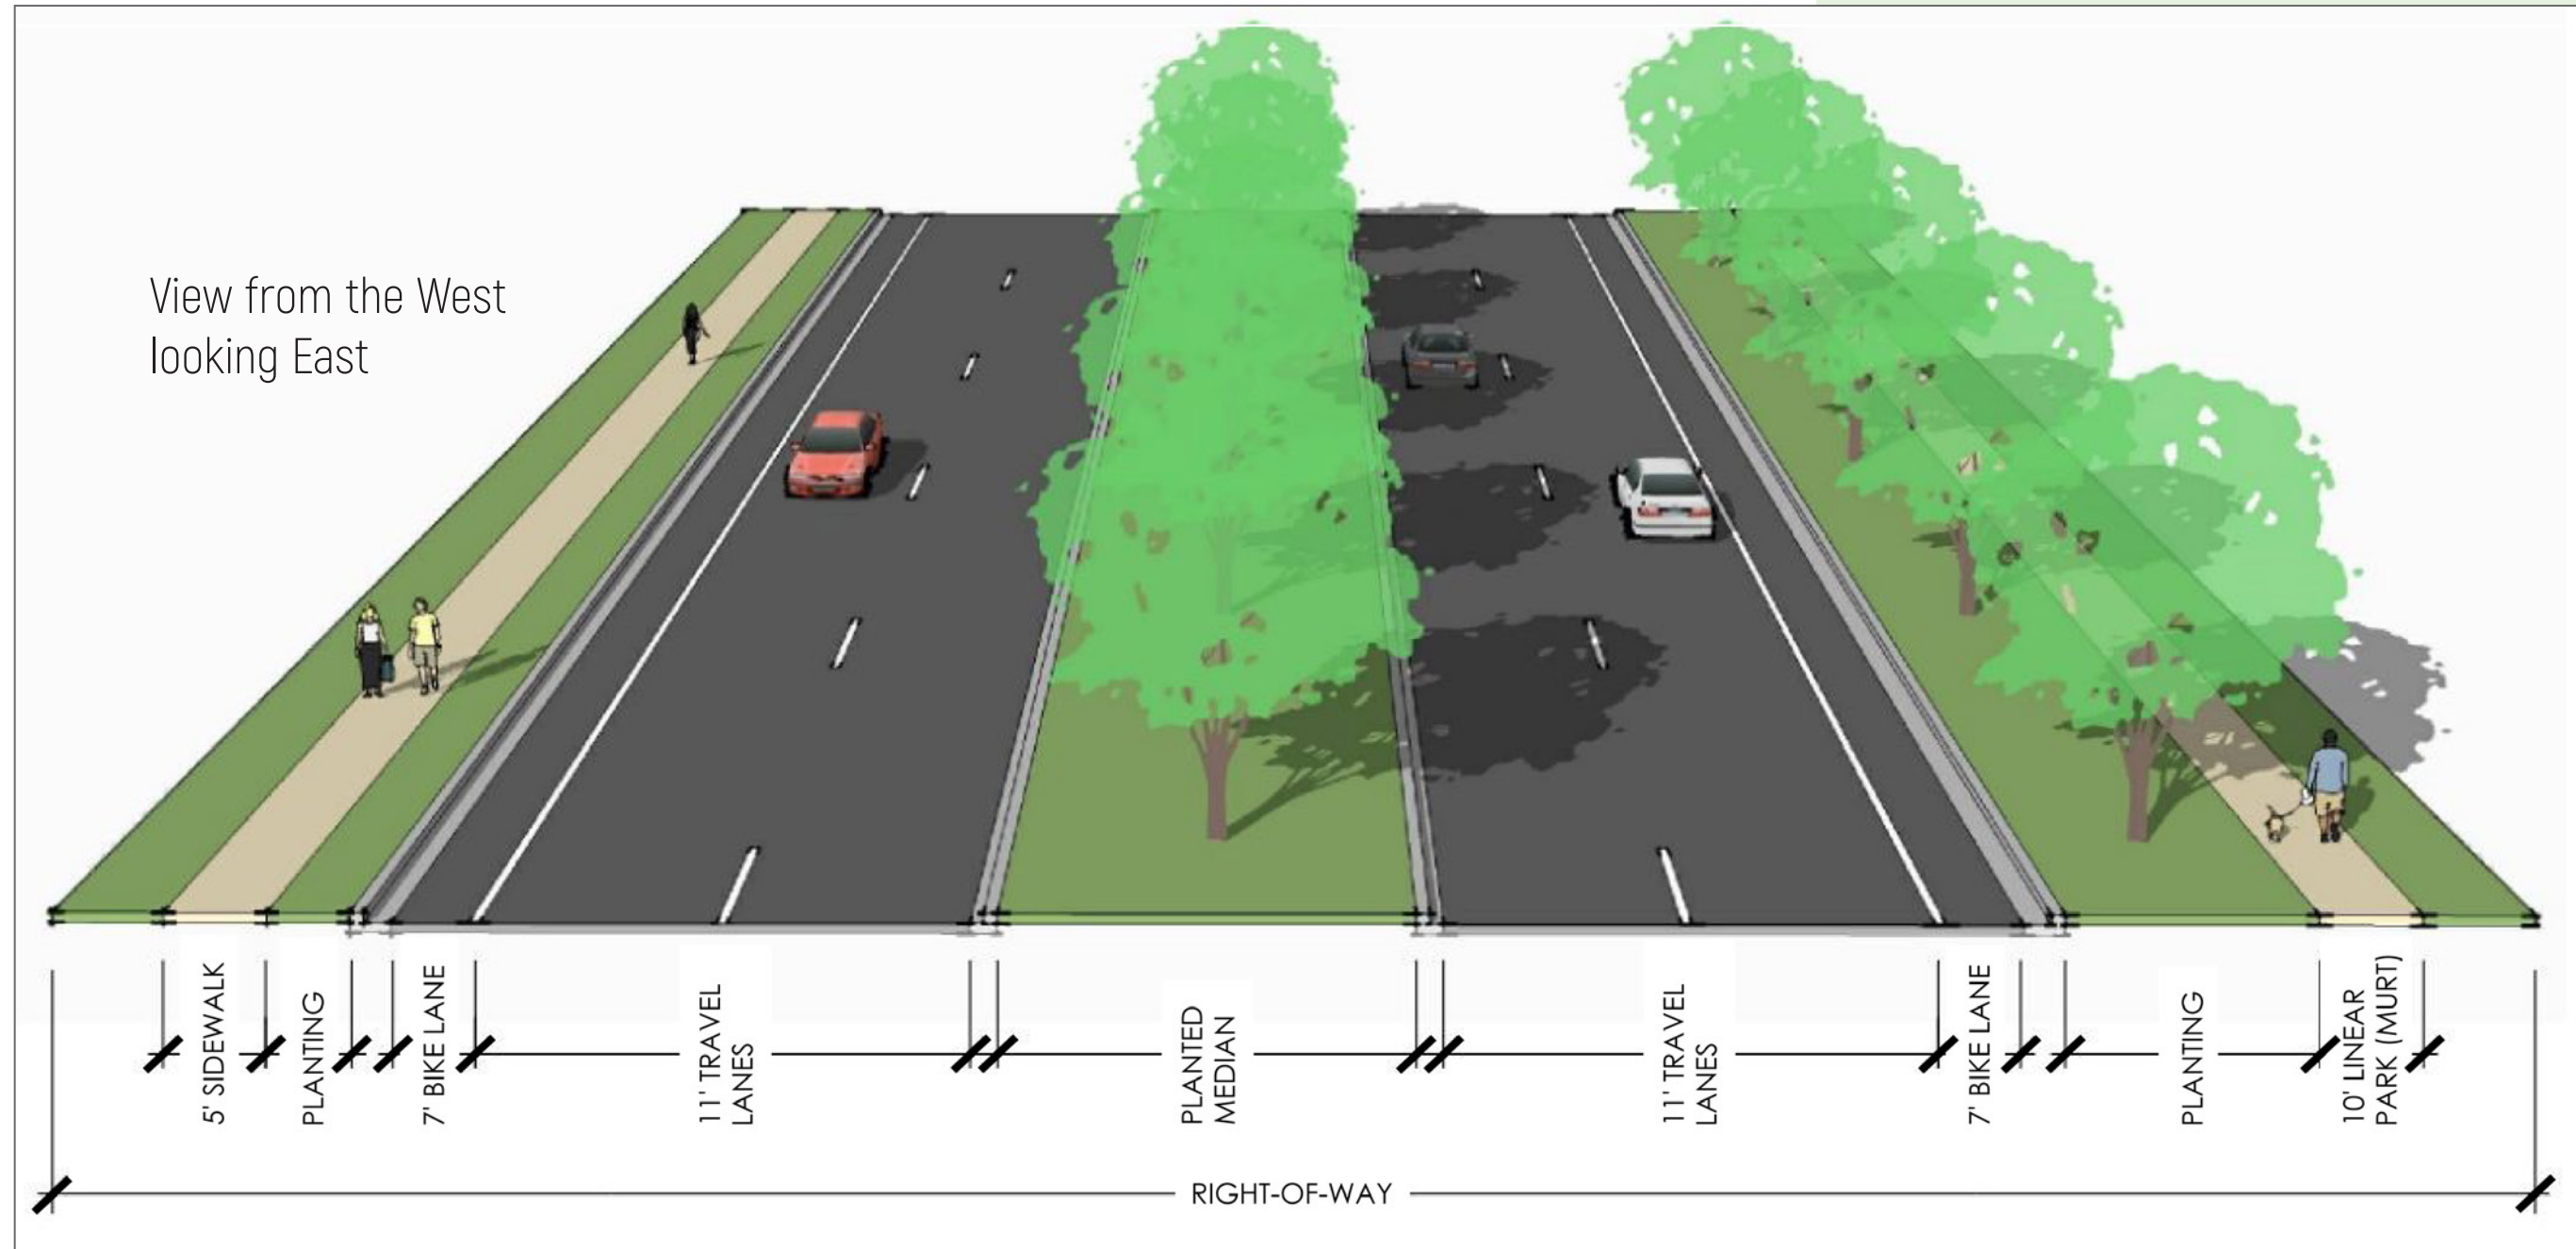 View from the West
looking East
5' SIDEWALK
PLANTING
7' BIKE LANE
11' TRAVEL
LANES
PLANTED
MEDIAN
11' TRAVEL
LANES
7' BIKE LANE
PLANTING
10' LINEAR
PARK (MURT)
RIGHT-OF-WAY